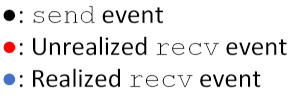 ●: send event
●: Unrealized recv event
●: Realized recv event